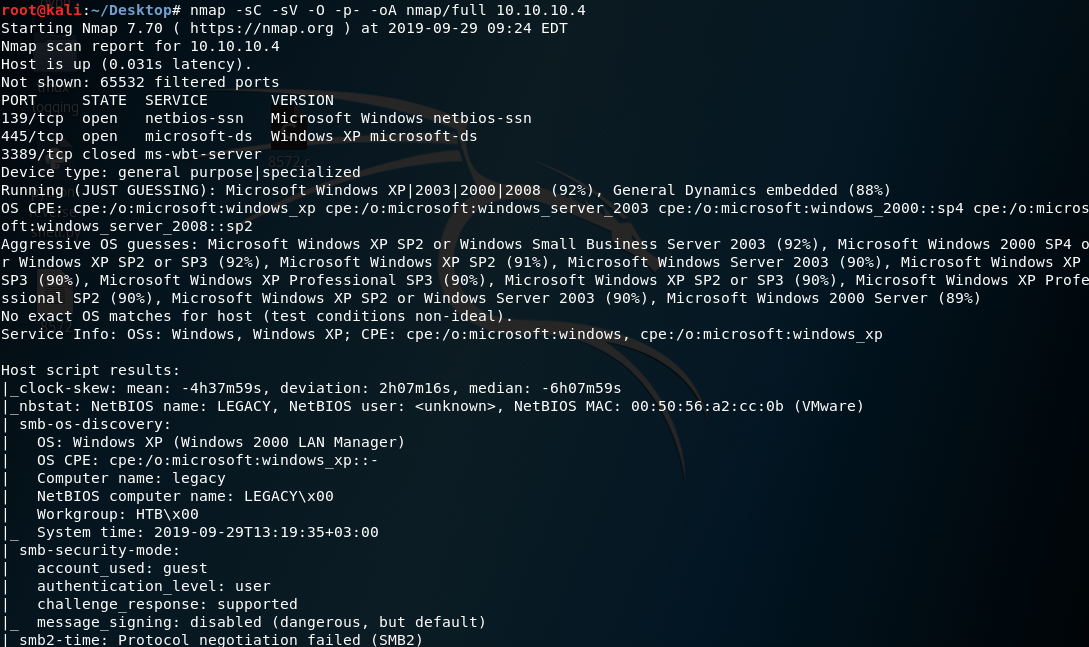 root@kali:~/Desktop# nmap -sC -sV -O -p- -oA nmap/full 10.10.10.4
Starting Nmap 7.70 ( https://nmap.org ) at 2019-09-29 09:24 EDT
Nmap scan report for 10.10.10.4
Host is up (0.031s latency).
Not shown: 65532 filtered ports
PORT     STATE  SERVICE       VERSION
139/tcp  open   netbios-ssn   Microsoft Windows netbios-ssn
445/tcp  open   microsoft-ds  Windows XP microsoft-ds
3389/tcp closed ms-wbt-server
Device type: general purpose|specialized
Running (JUST GUESSING): Microsoft Windows XP|2003|2000|2008 (92%), General Dynamics embedded (88%)
OS CPE: cpe:/o:microsoft:windows_xp cpe:/o:microsoft:windows_server_2003 cpe:/o:microsoft:windows_2000::sp4 cpe:/o:micros
oft:windows_server_2008::sp2
Aggressive OS guesses: Microsoft Windows XP SP2 or Windows Small Business Server 2003 (92%), Microsoft Windows 2000 SP4 o
r Windows XP SP2 or SP3 (92%), Microsoft Windows XP SP2 (91%), Microsoft Windows Server 2003 (90%), Microsoft Windows XP
SP3 (90%), Microsoft Windows XP Professional SP3 (90%), Microsoft Windows XP SP2 or SP3 (90%), Microsoft Windows XP Profe
ssional SP2 (90%), Microsoft Windows XP SP2 or Windows Server 2003 (90%), Microsoft Windows 2000 Server (89%)
No exact OS matches for host (test conditions non-ideal).
Service Info: OSs: Windows, Windows XP; CPE: cpe:/o:microsoft:windows, cpe:/o:microsoft:windows_xp

Host script results:
|_clock-skew: mean: -4h37m59s, deviation: 2h07m16s, median: -6h07m59s
|_nbstat: NetBIOS name: LEGACY, NetBIOS user: <unknown>, NetBIOS MAC: 00:50:56:a2:cc:0b (VMware)
| smb-os-discovery:
|   OS: Windows XP (Windows 2000 LAN Manager)
|   OS CPE: cpe:/o:microsoft:windows_xp::-
|   Computer name: legacy
|   NetBIOS computer name: LEGACY\x00
|   Workgroup: HTB\x00
|_  System time: 2019-09-29T13:19:35+03:00
| smb-security-mode:
|   account_used: guest
|   authentication_level: user
|   challenge_response: supported
|_  message_signing: disabled (dangerous, but default)
|_smb2-time: Protocol negotiation failed (SMB2)